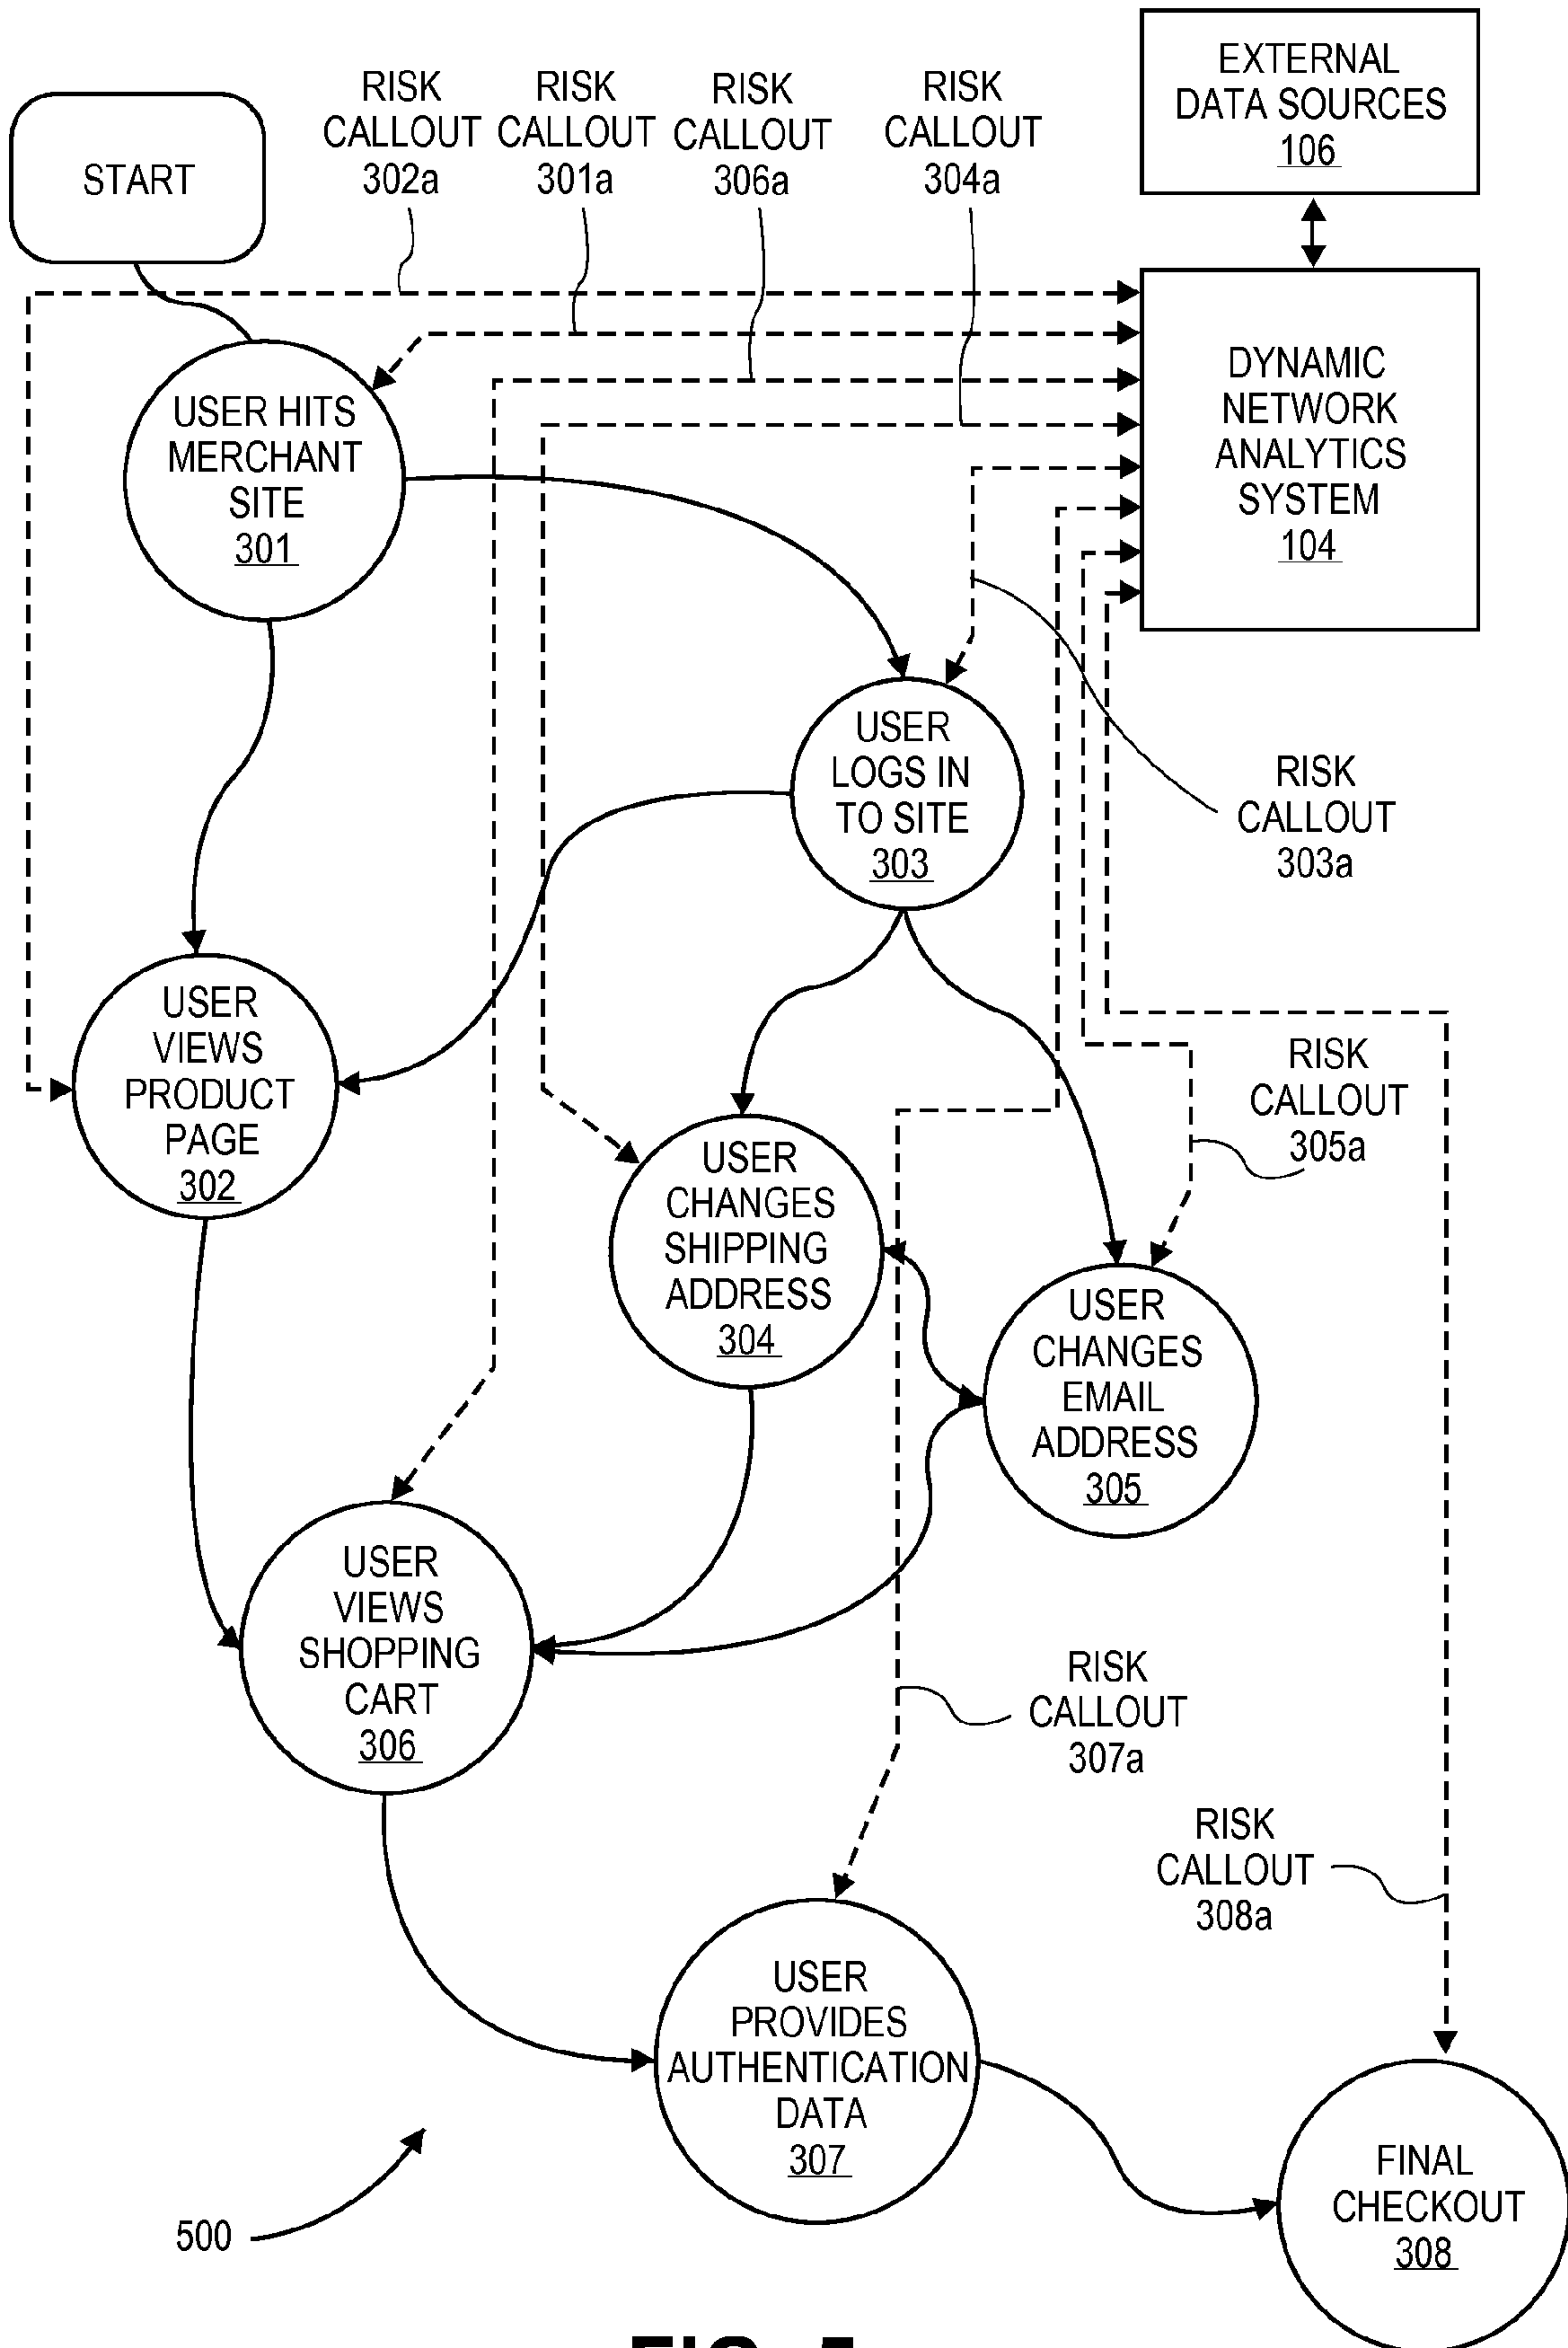 EXTERNAL
DATA SOURCES
106
RISK
CALLOUT
302a
RISK
CALLOUT
301a
RISK
CALLOUT
306a
RISK
CALLOUT
304a
START
DYNAMIC
NETWORK
ANALYTICS
SYSTEM
104
USER HITS
MERCHANT
SITE
301
USER
LOGS IN
TO SITE
303
RISK
CALLOUT
303a
USER
VIEWS
PRODUCT
PAGE
302
RISK
CALLOUT
305a
USER
CHANGES
SHIPPING
ADDRESS
304
USER
CHANGES
EMAIL
ADDRESS
305
USER
VIEWS
SHOPPING
CART
306
RISK
CALLOUT
307a
RISK
CALLOUT
308a
USER
PROVIDES
AUTHENTICATION
DATA
307
FINAL
CHECKOUT
308
500